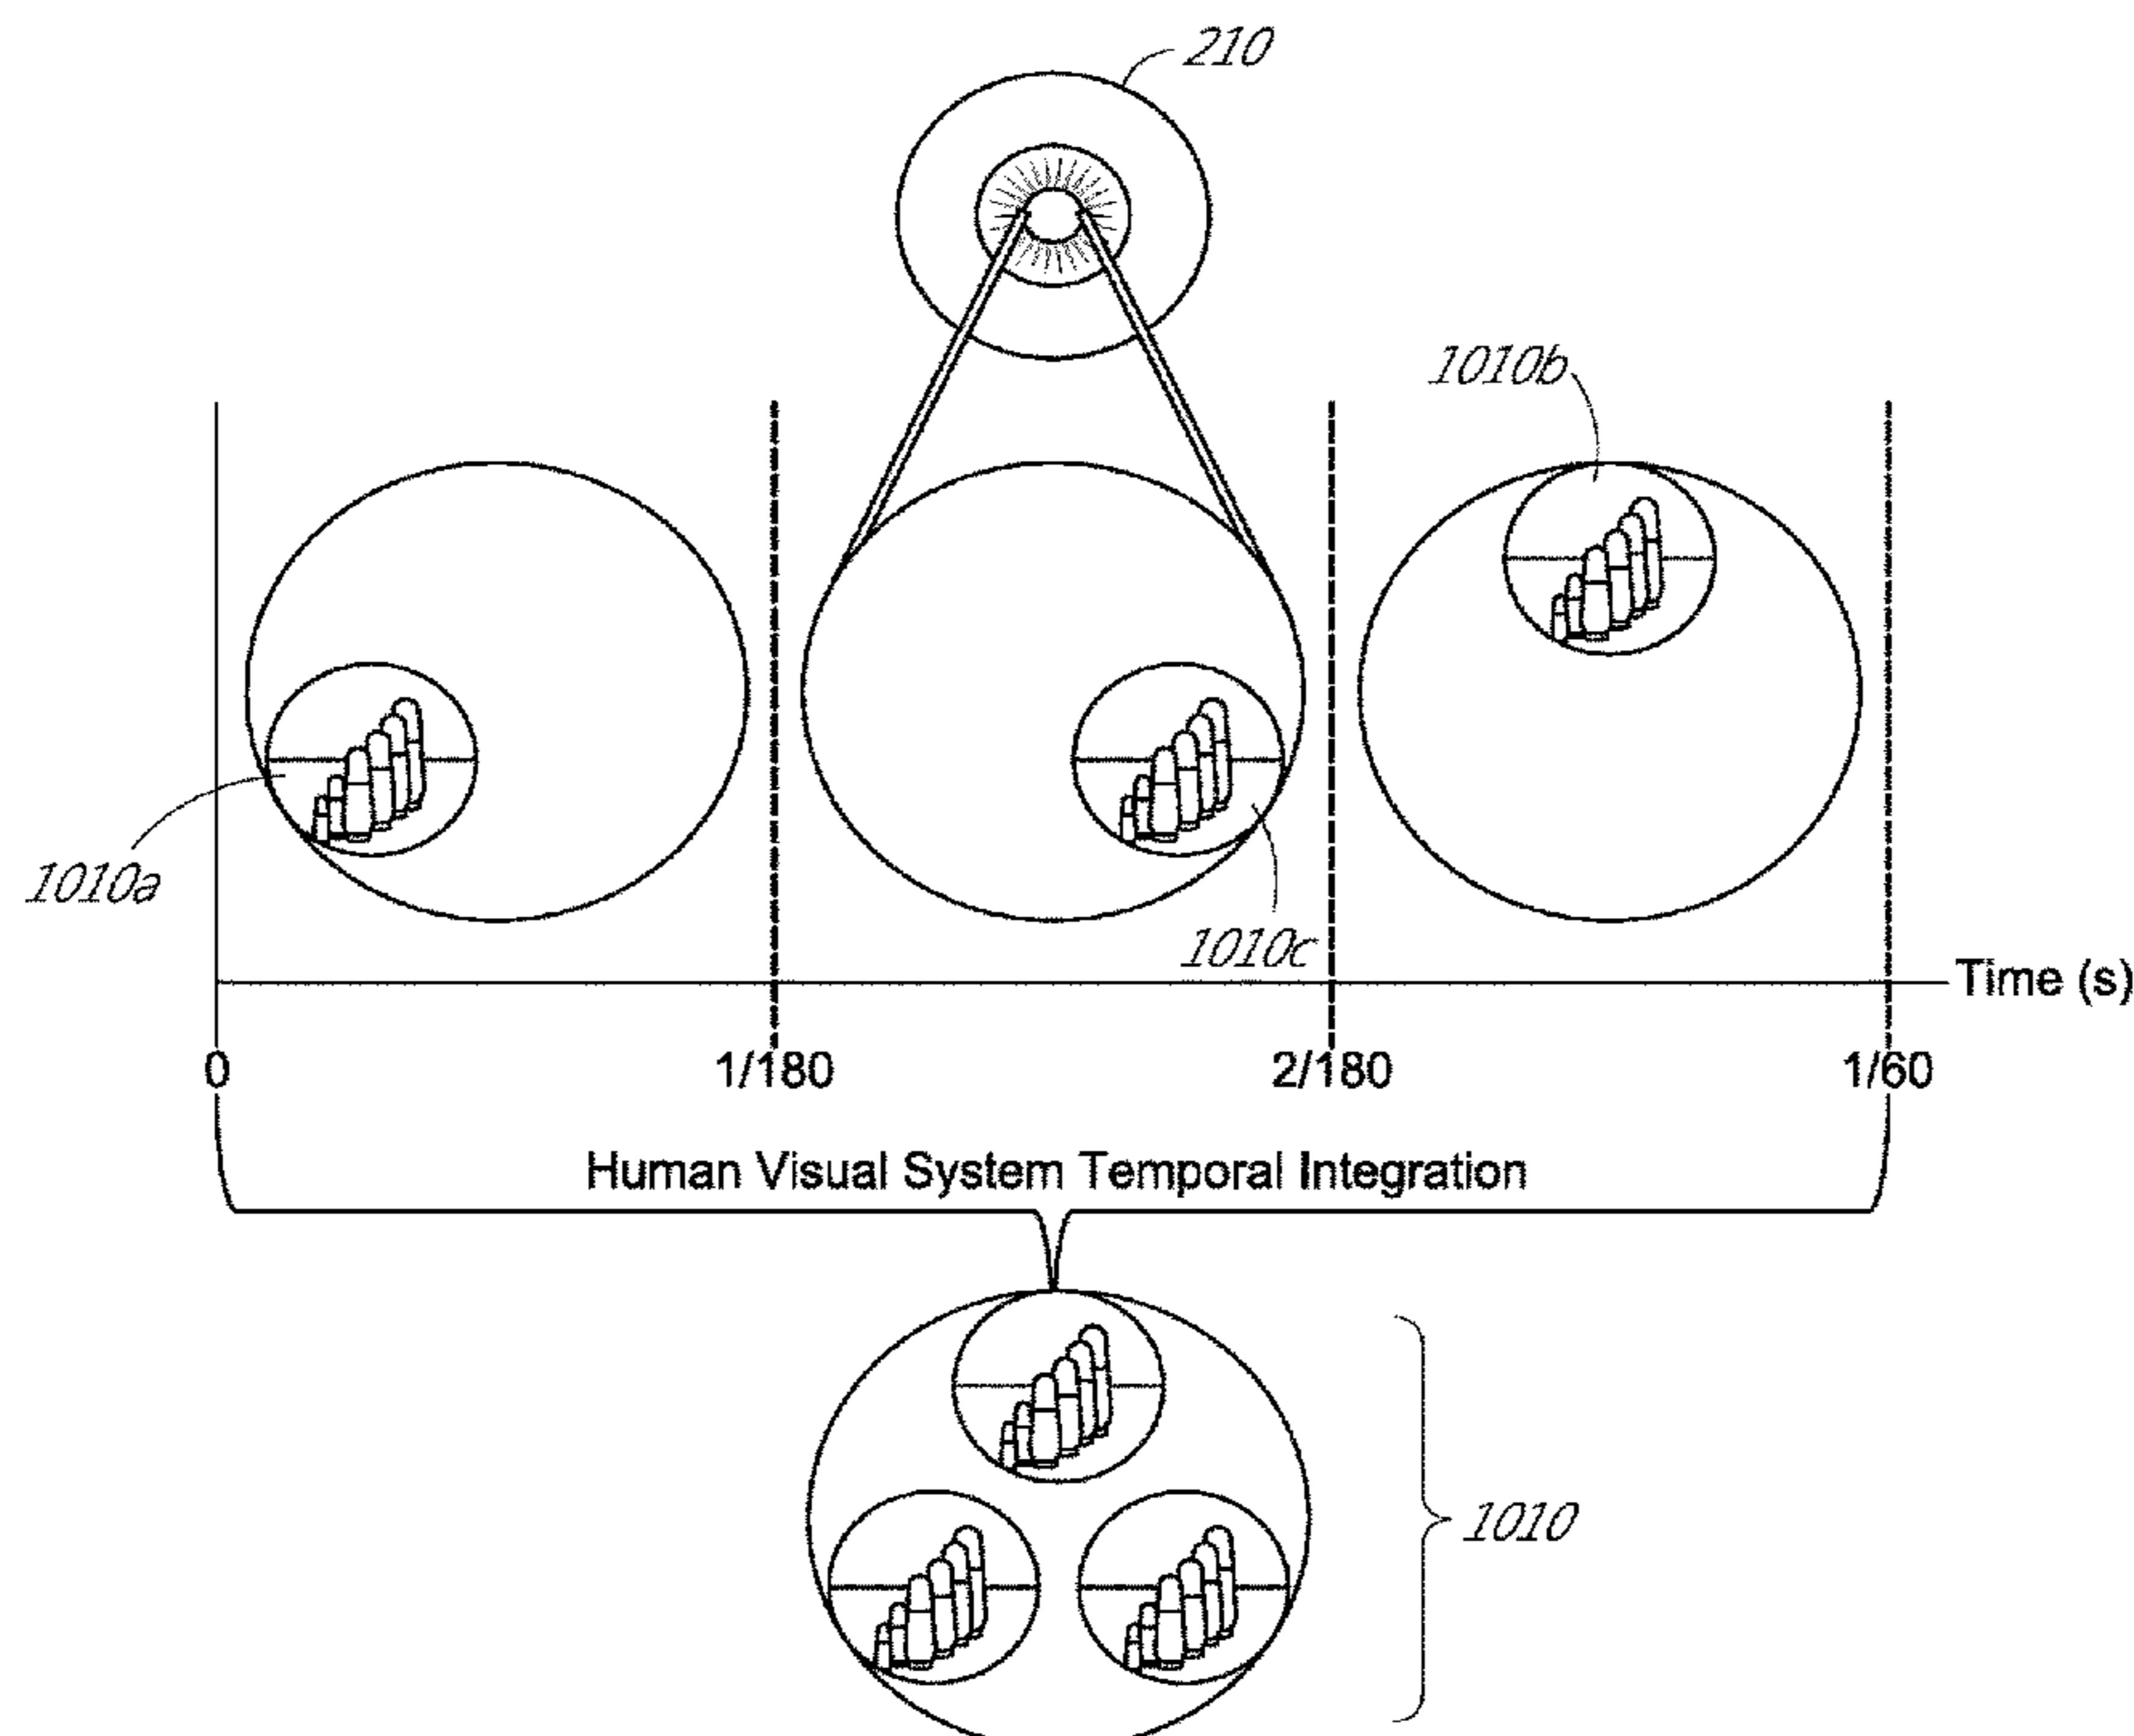 210
1010b
1010a
1010c
Time (s)
0
1/180
2/180
1/60
Human Visual System Temporal Integration
1010